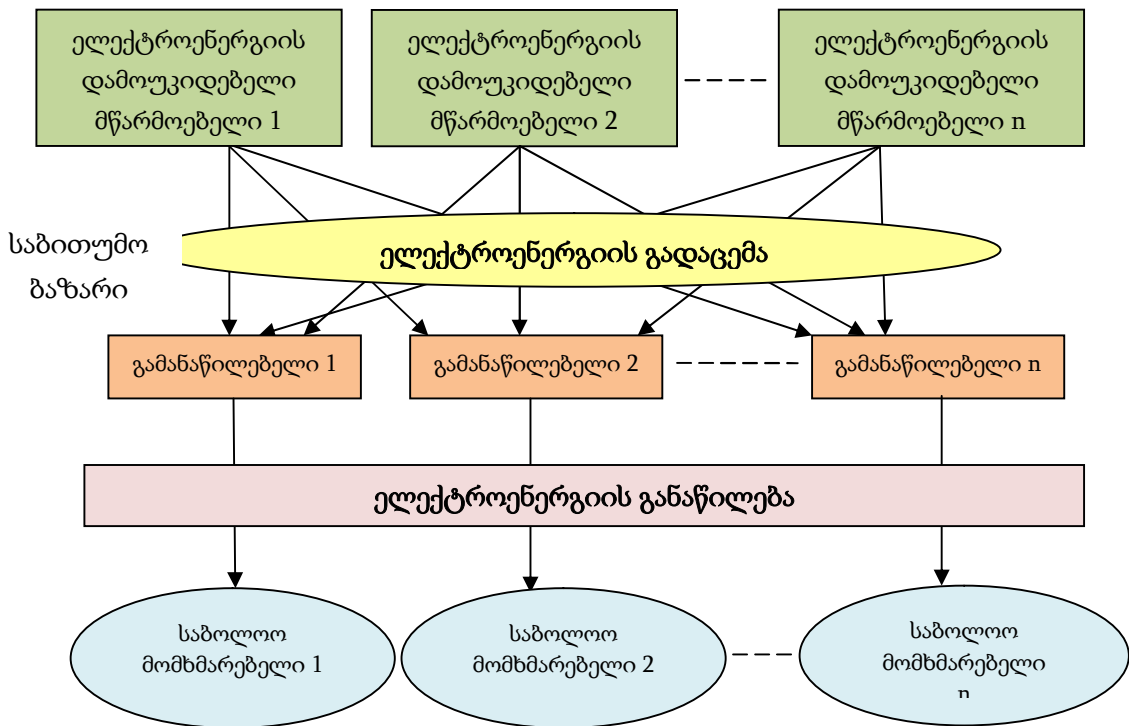 ელექტროენერგიის
დამოუკიდებელი
მწარმოებელი 1
ელექტროენერგიის
დამოუკიდებელი
მწარმოებელი 2
ელექტროენერგიის
დამოუკიდებელი
მწარმოებელი n
საბითუმო
ბაზარი
ელექტროენერგიის გადაცემა
გამანაწილებელი 1
გამანაწილებელი 2
გამანაწილებელი n
ელექტროენერგიის განაწილება
საბოლოო
მომხმარებელი 1
საბოლოო
მომხმარებელი 2
საბოლოო
მომხმარებელი
n